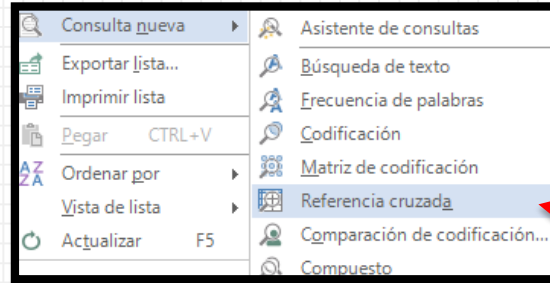 Consulta nueva
Exportar lista...
Imprimir lista
Pegar CTRL+V
Ordenar por
Vista de lista
Actualizar F5
Asistente de consultas
Búsqueda de texto
Frecuencia de palabras
Codificación
Matriz de codificación
Referencia cruzada
Comparación de codificación...
Compuesto